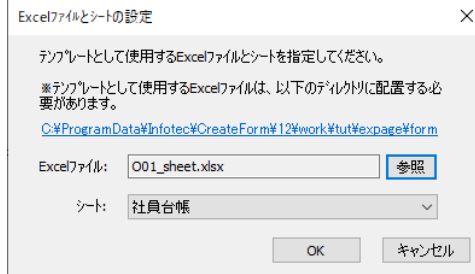 Excelﾌｧｲﾙとシートの設定
ﾃﾝﾌﾟﾚｰﾄとして使用するExcelファイルとシートを指定してください。
※ﾃﾝﾌﾟﾚｰﾄとして使用するExcelファイルは、以下のﾃﾞｨﾚｸﾄﾘに配置する必
要があります。
C:¥ProgramData¥Infotec¥CreateForm¥12¥work¥tut¥expage¥form
Excelﾌｧｲﾙ: O01_sheet.xlsx 参照
ｼｰﾄ: 社員台帳
OK キャンセル